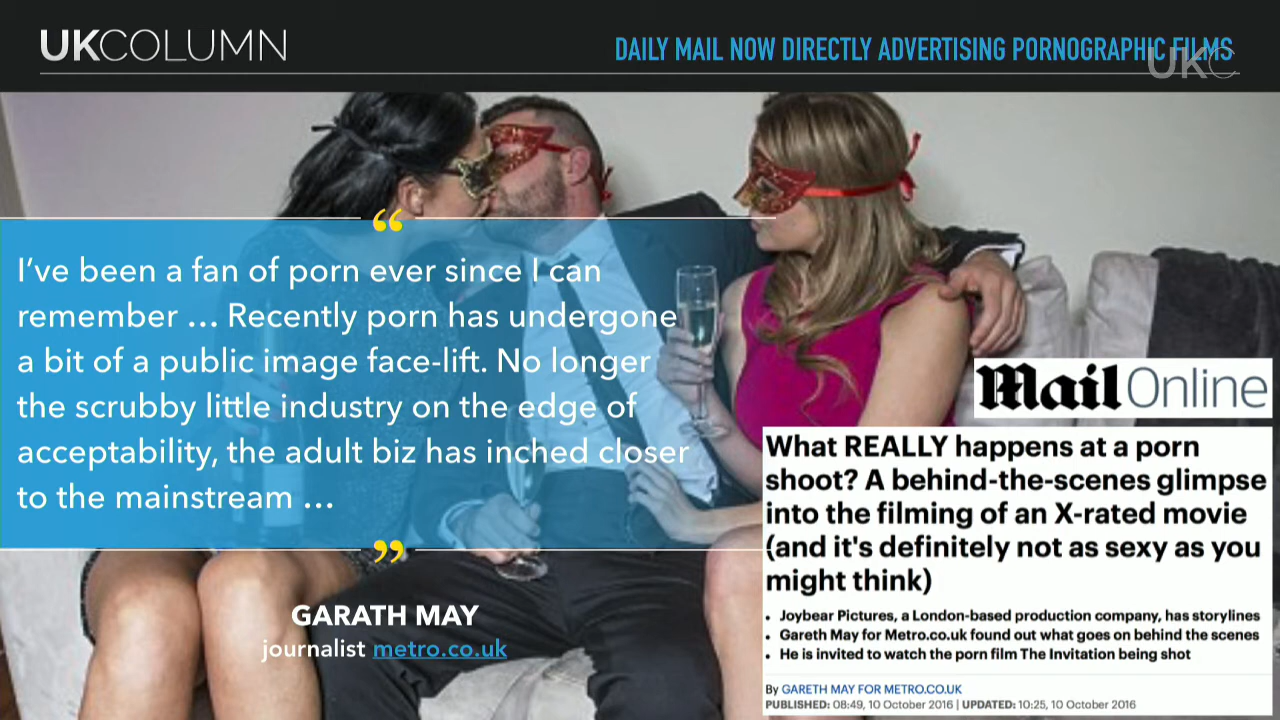 UKCOLUMN
DAILY MAIL NOW DIRECTLY ADVERTISING PORNOGRAPHIC FILMS
UKC
“
I’ve been a fan of porn ever since I can
remember … Recently porn has undergone
a bit of a public image face-lift. No longer
the scrubby little industry on the edge of
acceptability, the adult biz has inched closer
to the mainstream …
”
GARATH MAY
journalist metro.co.uk
Mail Online
What REALLY happens at a porn
shoot? A behind-the-scenes glimpse
into the filming of an X-rated movie
(and it's definitely not as sexy as you
might think)
• Joybear Pictures, a London-based production company, has storylines
• Gareth May for Metro.co.uk found out what goes on behind the scenes
• He is invited to watch the porn film The Invitation being shot
By GARETH MAY FOR METRO.CO.UK
PUBLISHED: 08:49, 10 October 2016 | UPDATED: 10:25, 10 October 2016